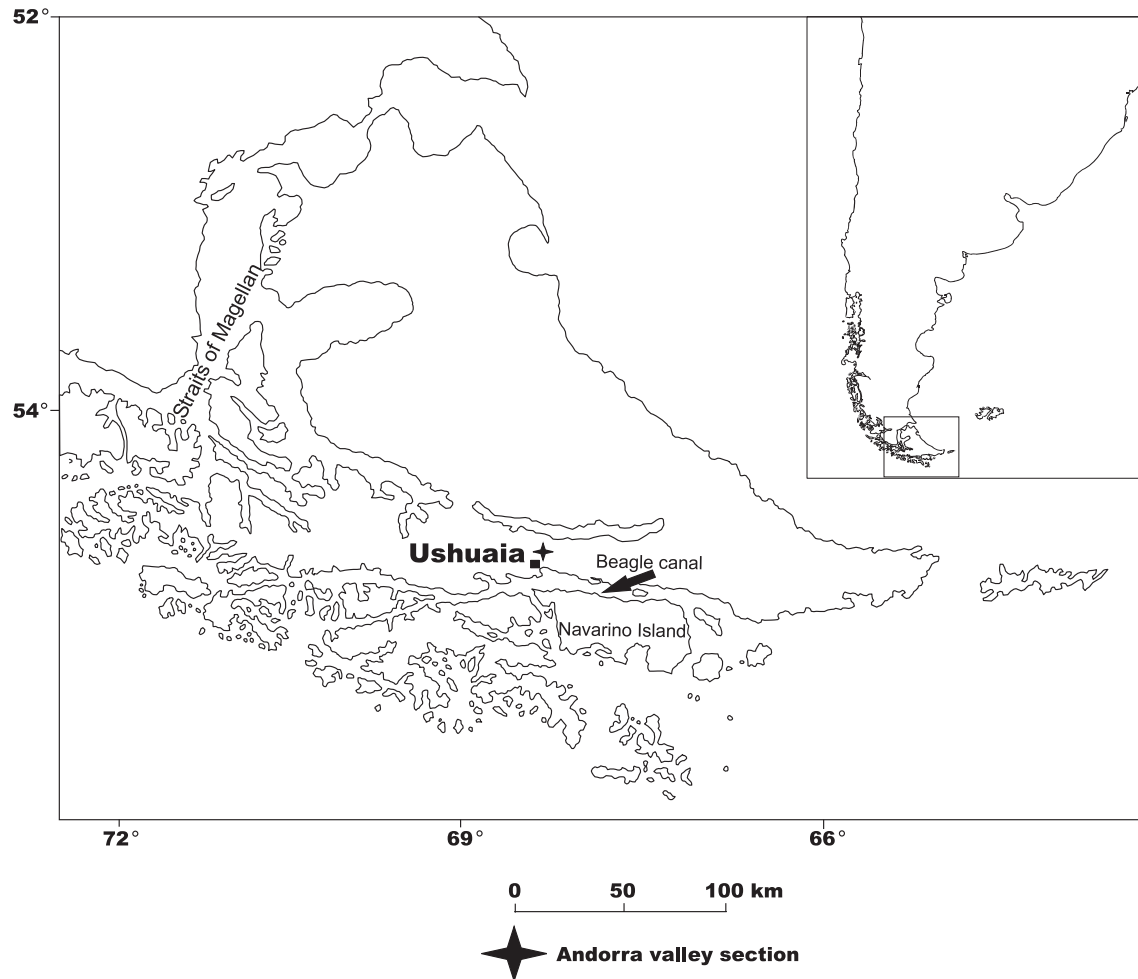 52°
Straits of Magellan
54°
Ushuaia
Beagle canal
Navarino Island
72°
69°
66°
0
50
100 km
Andorra valley section